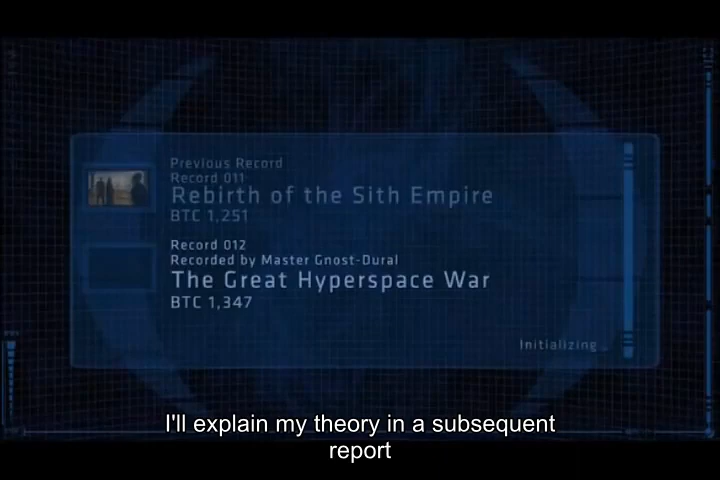 Previous Record
Record 011
Rebirth of the Sith Empire
BTC 1,251
Record 012
Recorded by Master Gnost-Dural
The Great Hyperspace War
BTC 1,347
Initializing..
I'll explain my theory in a subsequent
report